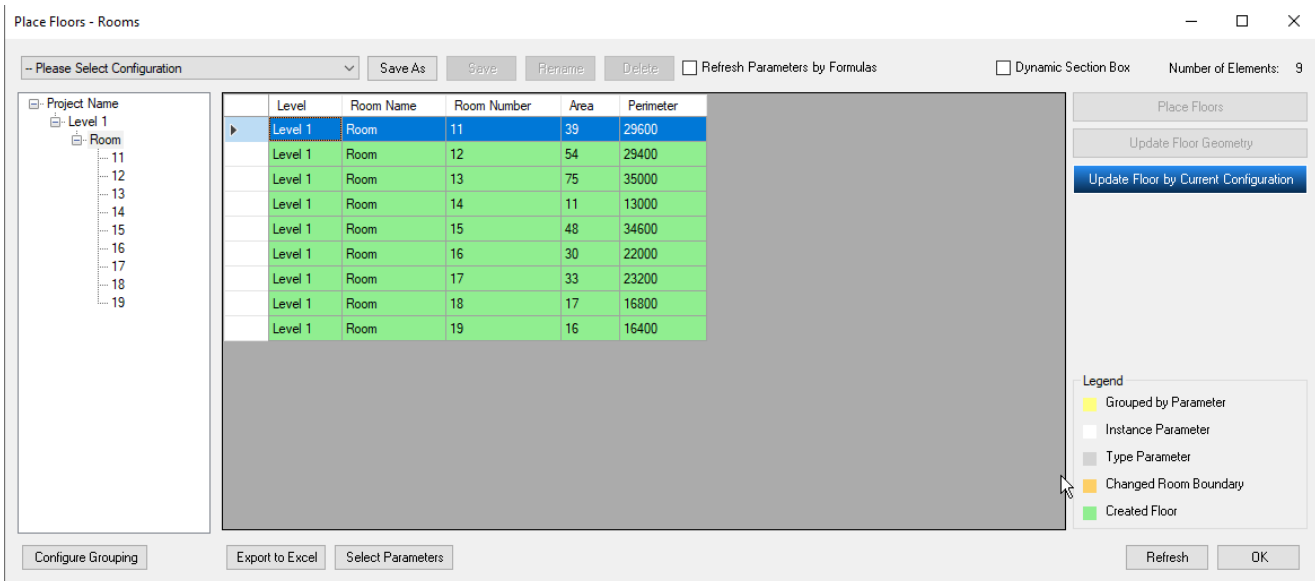 Place Floors - Rooms
-- Please Select Configuration Save As Save Rename Delete Refresh Parameters by Formulas Dynamic Section Box Number of Elements: 9
Project Name
Level 1
Room
11
12
13
14
15
16
17
18
19
Level Room Name Room Number Area Perimeter
Level 1 Room 11 39 29600
Level 1 Room 12 54 29400
Level 1 Room 13 75 35000
Level 1 Room 14 11 13000
Level 1 Room 15 48 34600
Level 1 Room 16 30 22000
Level 1 Room 17 33 23200
Level 1 Room 18 17 16800
Level 1 Room 19 16 16400
Place Floors
Update Floor Geometry
Update Floor by Current Configuration
Legend
Grouped by Parameter
Instance Parameter
Type Parameter
Changed Room Boundary
Created Floor
Configure Grouping Export to Excel Select Parameters Refresh OK